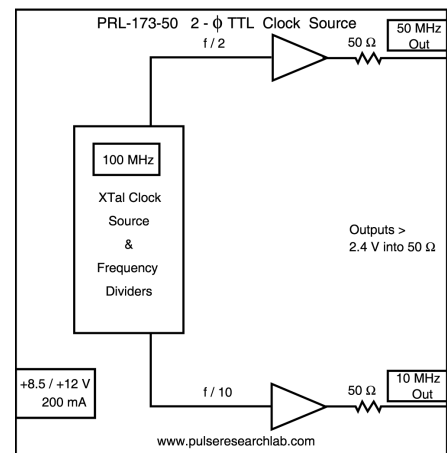 PRL-173-50 2 - ϕ TTL Clock Source
50 MHz
Out
f / 2
50 Ω
100 MHz
XTal Clock
Source
&
Frequency
Dividers
Outputs >
2.4 V into 50 Ω
+8.5 / +12 V
200 mA
f / 10
50 Ω
10 MHz
Out
www.pulseresearchlab.com